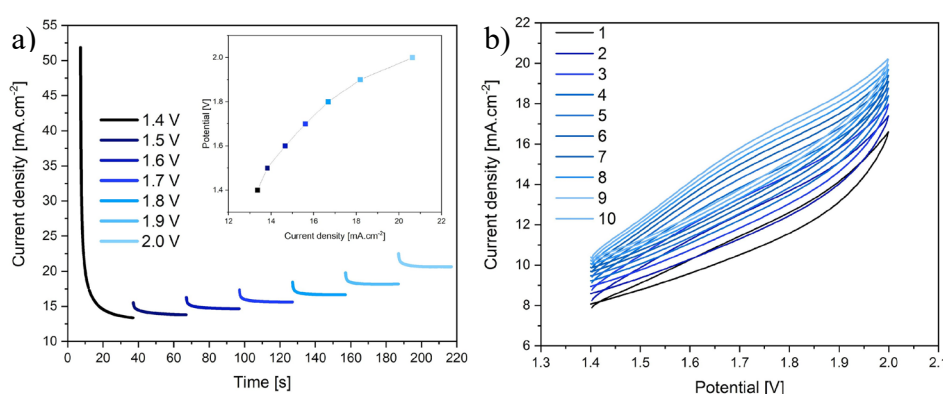 a)
Current density [mA.cm⁻²]
55
50
45
40
35
30
25
20
15
10
0 20 40 60 80 100 120 140 160 180 200 220
Time [s]
1.4 V
1.5 V
1.6 V
1.7 V
1.8 V
1.9 V
2.0 V
Potential [V]
2.0
1.8
1.6
1.4
12 14 16 18 20 22
Current density [mA.cm⁻²]
b)
Current density [mA.cm⁻²]
22
20
18
16
14
12
10
8
6
1.3 1.4 1.5 1.6 1.7 1.8 1.9 2.0 2.1
Potential [V]
1
2
3
4
5
6
7
8
9
10